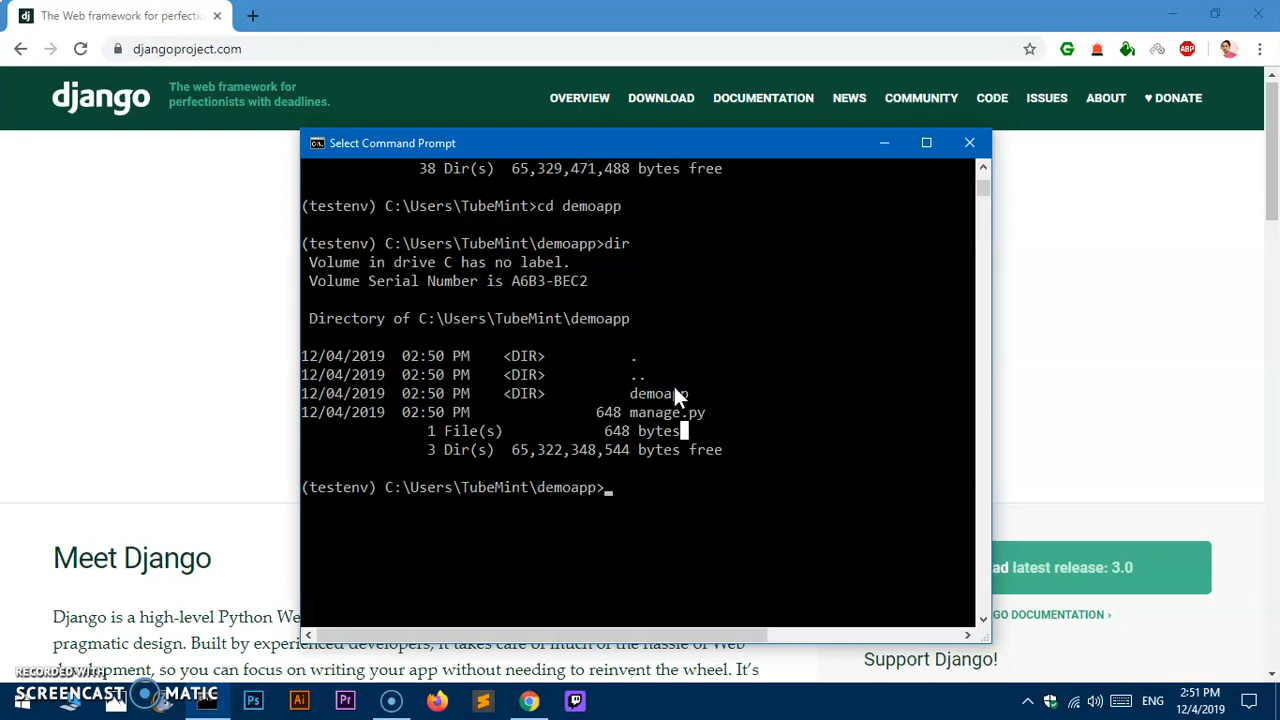 dj The Web framework for perfectio
djangoproject.com
ABP
django
The web framework for
perfectionists with deadlines.
OVERVIEW DOWNLOAD DOCUMENTATION NEWS COMMUNITY CODE ISSUES ABOUT ♥ DONATE
C:\. Select Command Prompt
38 Dir(s) 65,329,471,488 bytes free
(testenv) C:\Users\TubeMint>cd demoapp
(testenv) C:\Users\TubeMint\demoapp>dir
Volume in drive C has no label.
Volume Serial Number is A6B3-BEC2
Directory of C:\Users\TubeMint\demoapp
12/04/2019 02:50 PM <DIR> .
12/04/2019 02:50 PM <DIR> ..
12/04/2019 02:50 PM <DIR> demoapp
12/04/2019 02:50 PM 648 manage.py
1 File(s) 648 bytes
3 Dir(s) 65,322,348,544 bytes free
(testenv) C:\Users\TubeMint\demoapp>_
Meet Django
Django is a high-level Python We
pragmatic design. Built by experienced developers, it takes care of much of the hassle of Web
development, so you can focus on writing your app without needing to reinvent the wheel. It's
ad latest release: 3.0
GO DOCUMENTATION ›
Support Django!
RECORDED WITH
SCREENCAST MATIC
Ps Ai Pr
ENG
2:51 PM
12/4/2019